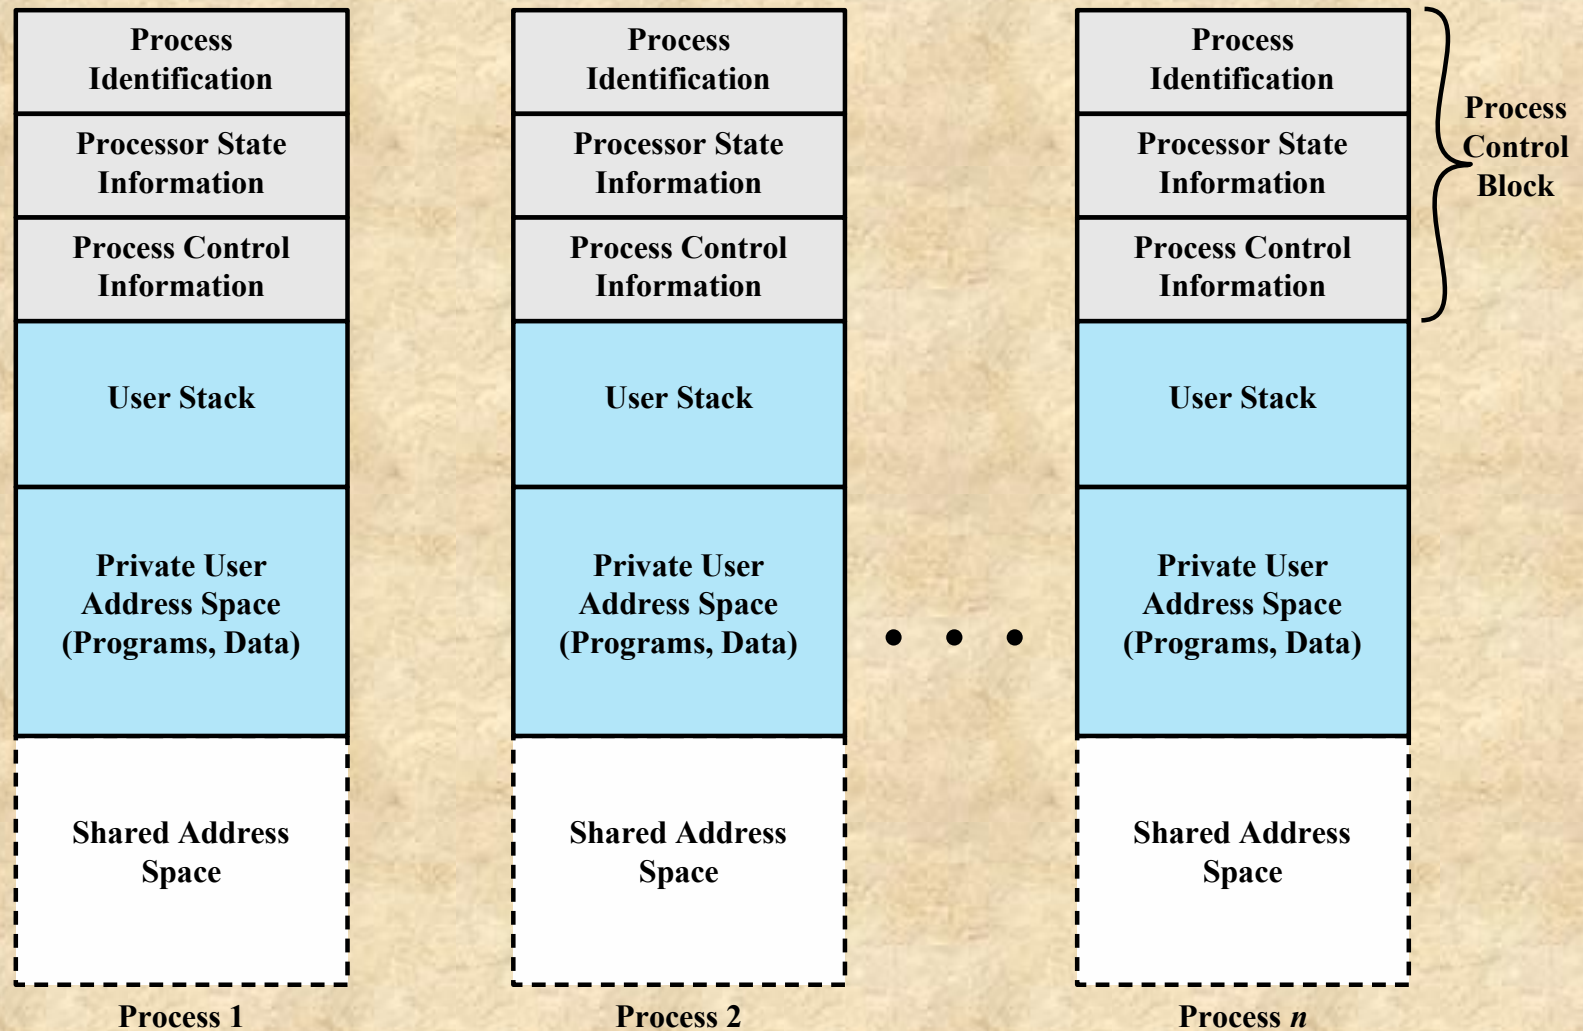 Process
Identification
Processor State
Information
Process Control
Information
User Stack
Private User
Address Space
(Programs, Data)
Shared Address
Space
Process 1
Process
Identification
Processor State
Information
Process Control
Information
User Stack
Private User
Address Space
(Programs, Data)
Shared Address
Space
Process 2
• • •
Process
Identification
Processor State
Information
Process Control
Information
User Stack
Private User
Address Space
(Programs, Data)
Shared Address
Space
Process n
Process
Control
Block